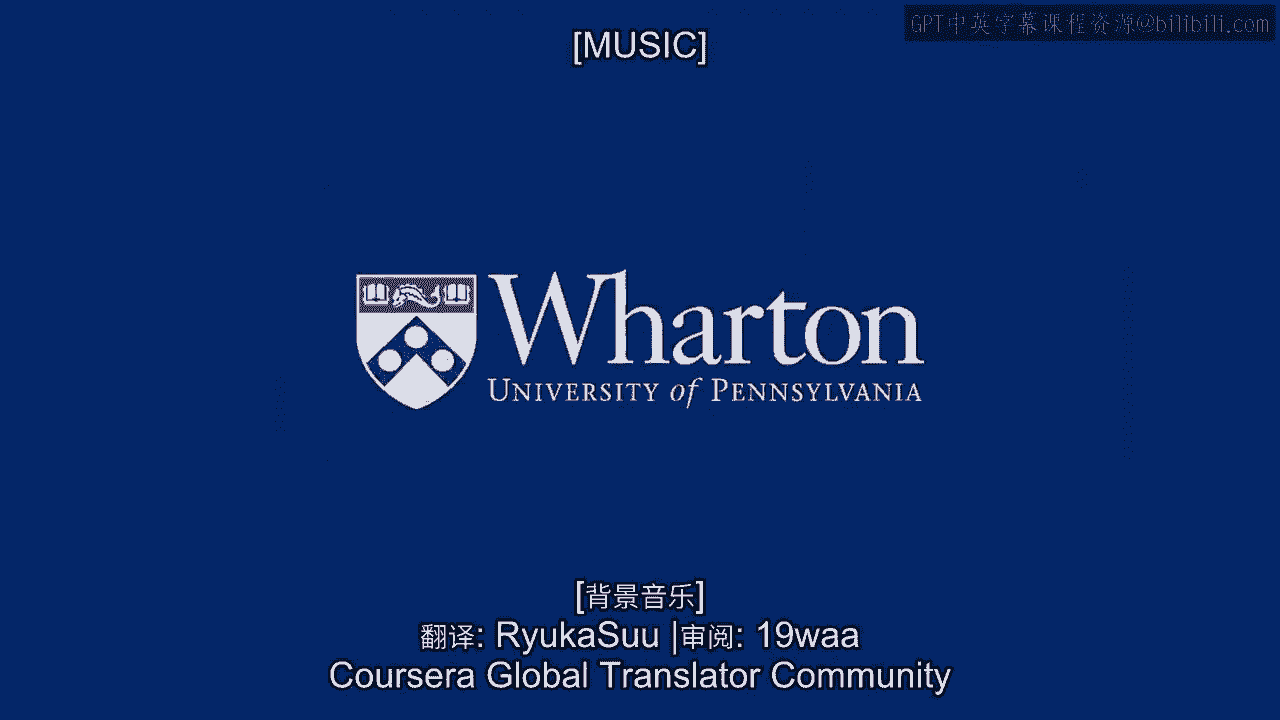 GPT中英字幕课程资源@bilibili.com
[MUSIC]
Wharton
UNIVERSITY of PENNSYLVANIA
[背景音乐]
翻译: RyukaSuu |审阅: 19waa
Coursera Global Translator Community